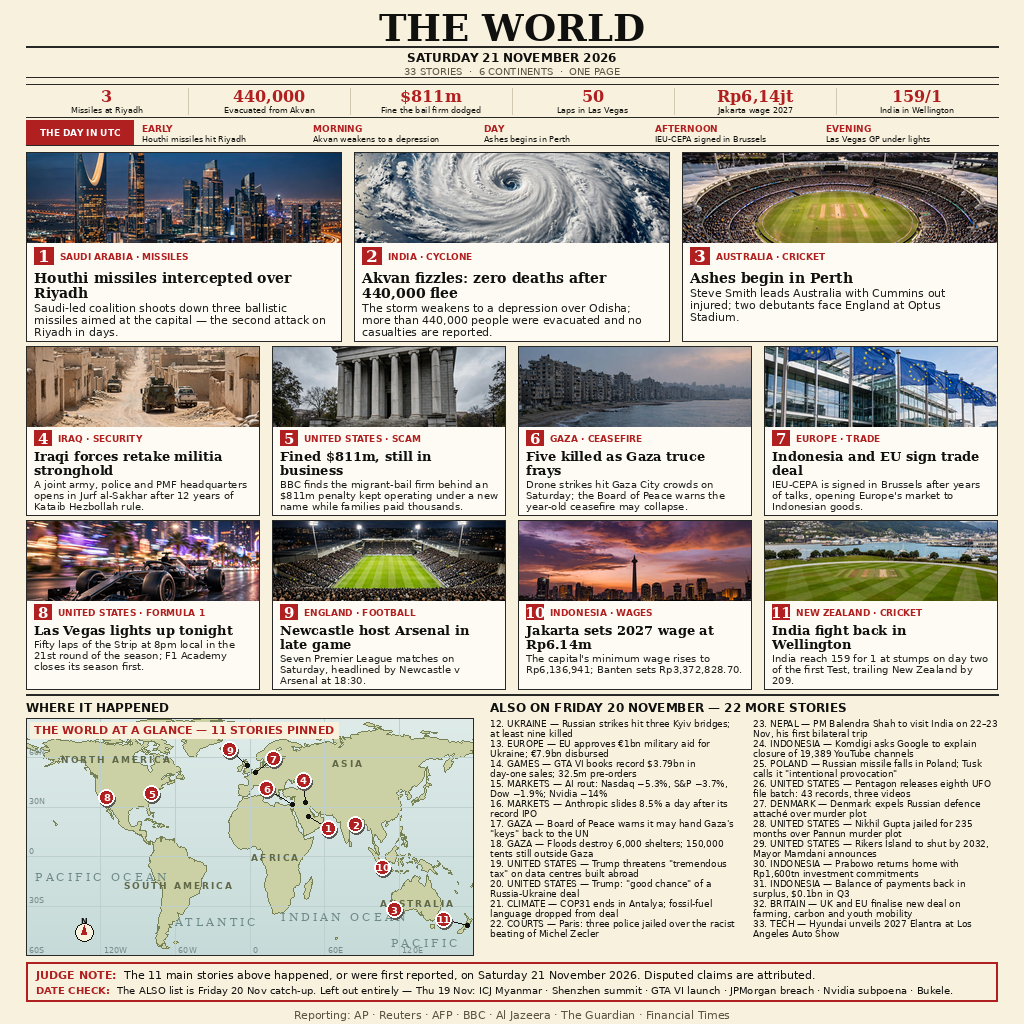 THE WORLD
SATURDAY 21 NOVEMBER 2026
33 STORIES · 6 CONTINENTS · ONE PAGE
3
Missiles at Riyadh
440,000
Evacuated from Akvan
$811m
Fine the bail firm dodged
50
Laps in Las Vegas
Rp6,14jt
Jakarta wage 2027
159/1
India in Wellington
THE DAY IN UTC
EARLY
Houthi missiles hit Riyadh
MORNING
Akvan weakens to a depression
DAY
Ashes begin in Perth
AFTERNOON
IEU-CEPA signed in Brussels
EVENING
Las Vegas GP under lights
1 SAUDI ARABIA · MISSILES
Houthi missiles intercepted over
Riyadh
Saudi-led coalition shoots down three ballistic
missiles aimed at the capital — the second attack on
Riyadh in days.
2 INDIA · CYCLONE
Akvan fizzles: zero deaths after
440,000 flee
The storm weakens to a depression over Odisha;
more than 440,000 people were evacuated and no
casualties are reported.
3 AUSTRALIA · CRICKET
Ashes begin in Perth
Steve Smith leads Australia with Cummins out
injured; two debutants face England at Optus
Stadium.
4 IRAQ · SECURITY
Iraqi forces retake militia
stronghold
A joint army, police and PMF headquarters
opens in Jurf al-Sakhar after 12 years of
Kataib Hezbollah rule.
5 UNITED STATES · SCAM
Fined $811m, still in
business
BBC finds the migrant-bail firm behind an
$811m penalty kept operating under a new
name while families paid thousands.
6 GAZA · CEASEFIRE
Five killed as Gaza truce
frays
Drone strikes hit Gaza City crowds on
Saturday; the Board of Peace warns the
year-old ceasefire may collapse.
7 EUROPE · TRADE
Indonesia and EU sign trade
deal
IEU-CEPA is signed in Brussels after years
of talks, opening Europe's market to
Indonesian goods.
8 UNITED STATES · FORMULA 1
Las Vegas lights up tonight
Fifty laps of the Strip at 8pm local in the
21st round of the season; F1 Academy
closes its season first.
9 ENGLAND · FOOTBALL
Newcastle host Arsenal in
late game
Seven Premier League matches on
Saturday, headlined by Newcastle v
Arsenal at 18:30.
10 INDONESIA · WAGES
Jakarta sets 2027 wage at
Rp6.14m
The capital's minimum wage rises to
Rp6,136,941; Banten sets Rp3,372,828.70.
11 NEW ZEALAND · CRICKET
India fight back in
Wellington
India reach 159 for 1 at stumps on day two
of the first Test, trailing New Zealand by
209.
WHERE IT HAPPENED
THE WORLD AT A GLANCE — 11 STORIES PINNED
9
NORTH AMERICA
7
ASIA
4
6
8
5
30N
1
2
0
AFRICA
10
PACIFIC OCEAN
SOUTH AMERICA
30S
AUSTRALIA
3
ATLANTIC
INDIAN OCEAN
11
N
PACIFIC
60S
120W
60W
0
60E
120E
ALSO ON FRIDAY 20 NOVEMBER — 22 MORE STORIES
12. UKRAINE — Russian strikes hit three Kyiv bridges;
at least nine killed
13. EUROPE — EU approves €1bn military aid for
Ukraine; €7.9bn disbursed
14. GAMES — GTA VI books record $3.79bn in
day-one sales; 32.5m pre-orders
15. MARKETS — AI rout: Nasdaq −5.3%, S&P −3.7%,
Dow −1.9%; Nvidia −14%
16. MARKETS — Anthropic slides 8.5% a day after its
record IPO
17. GAZA — Board of Peace warns it may hand Gaza's
"keys" back to the UN
18. GAZA — Floods destroy 6,000 shelters; 150,000
tents still outside Gaza
19. UNITED STATES — Trump threatens "tremendous
tax" on data centres built abroad
20. UNITED STATES — Trump: "good chance" of a
Russia-Ukraine deal
21. CLIMATE — COP31 ends in Antalya; fossil-fuel
language dropped from deal
22. COURTS — Paris: three police jailed over the racist
beating of Michel Zecler
23. NEPAL — PM Balendra Shah to visit India on 22–23
Nov, his first bilateral trip
24. INDONESIA — Komdigi asks Google to explain
closure of 19,389 YouTube channels
25. POLAND — Russian missile falls in Poland; Tusk
calls it "intentional provocation"
26. UNITED STATES — Pentagon releases eighth UFO
file batch: 43 records, three videos
27. DENMARK — Denmark expels Russian defence
attaché over murder plot
28. UNITED STATES — Nikhil Gupta jailed for 235
months over Pannun murder plot
29. UNITED STATES — Rikers Island to shut by 2032,
Mayor Mamdani announces
30. INDONESIA — Prabowo returns home with
Rp1,600tn investment commitments
31. INDONESIA — Balance of payments back in
surplus, $0.1bn in Q3
32. BRITAIN — UK and EU finalise new deal on
farming, carbon and youth mobility
33. TECH — Hyundai unveils 2027 Elantra at Los
Angeles Auto Show
JUDGE NOTE: The 11 main stories above happened, or were first reported, on Saturday 21 November 2026. Disputed claims are attributed.
DATE CHECK: The ALSO list is Friday 20 Nov catch-up. Left out entirely — Thu 19 Nov: ICJ Myanmar · Shenzhen summit · GTA VI launch · JPMorgan breach · Nvidia subpoena · Bukele.
Reporting: AP · Reuters · AFP · BBC · Al Jazeera · The Guardian · Financial Times